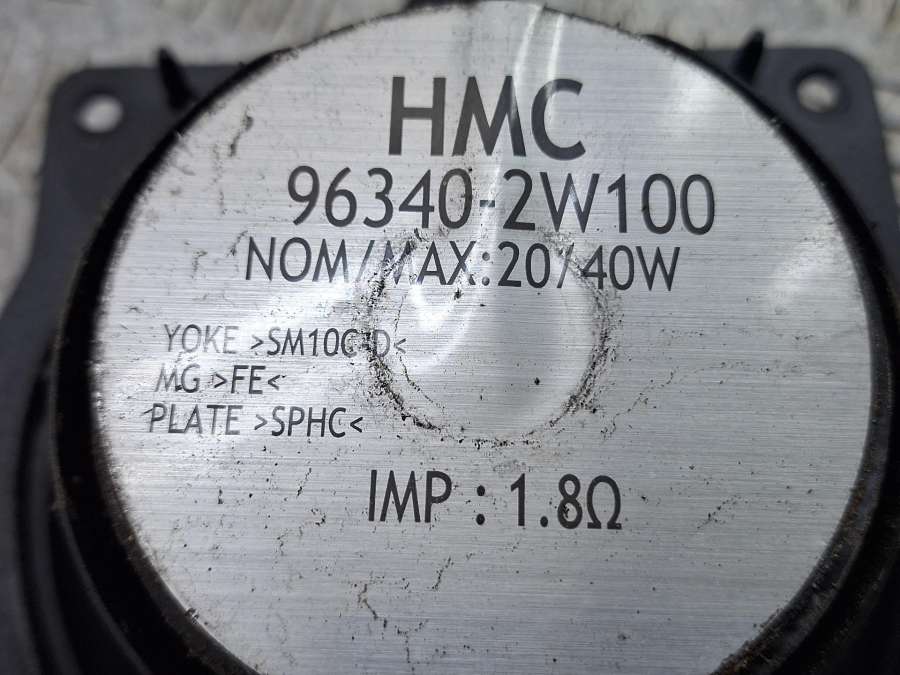 HMC
96340-2W100
NOM/MAX:20/40W
YOKE >SM10C-D<
MG >FE<
PLATE >SPHC<
IMP : 1.8Ω